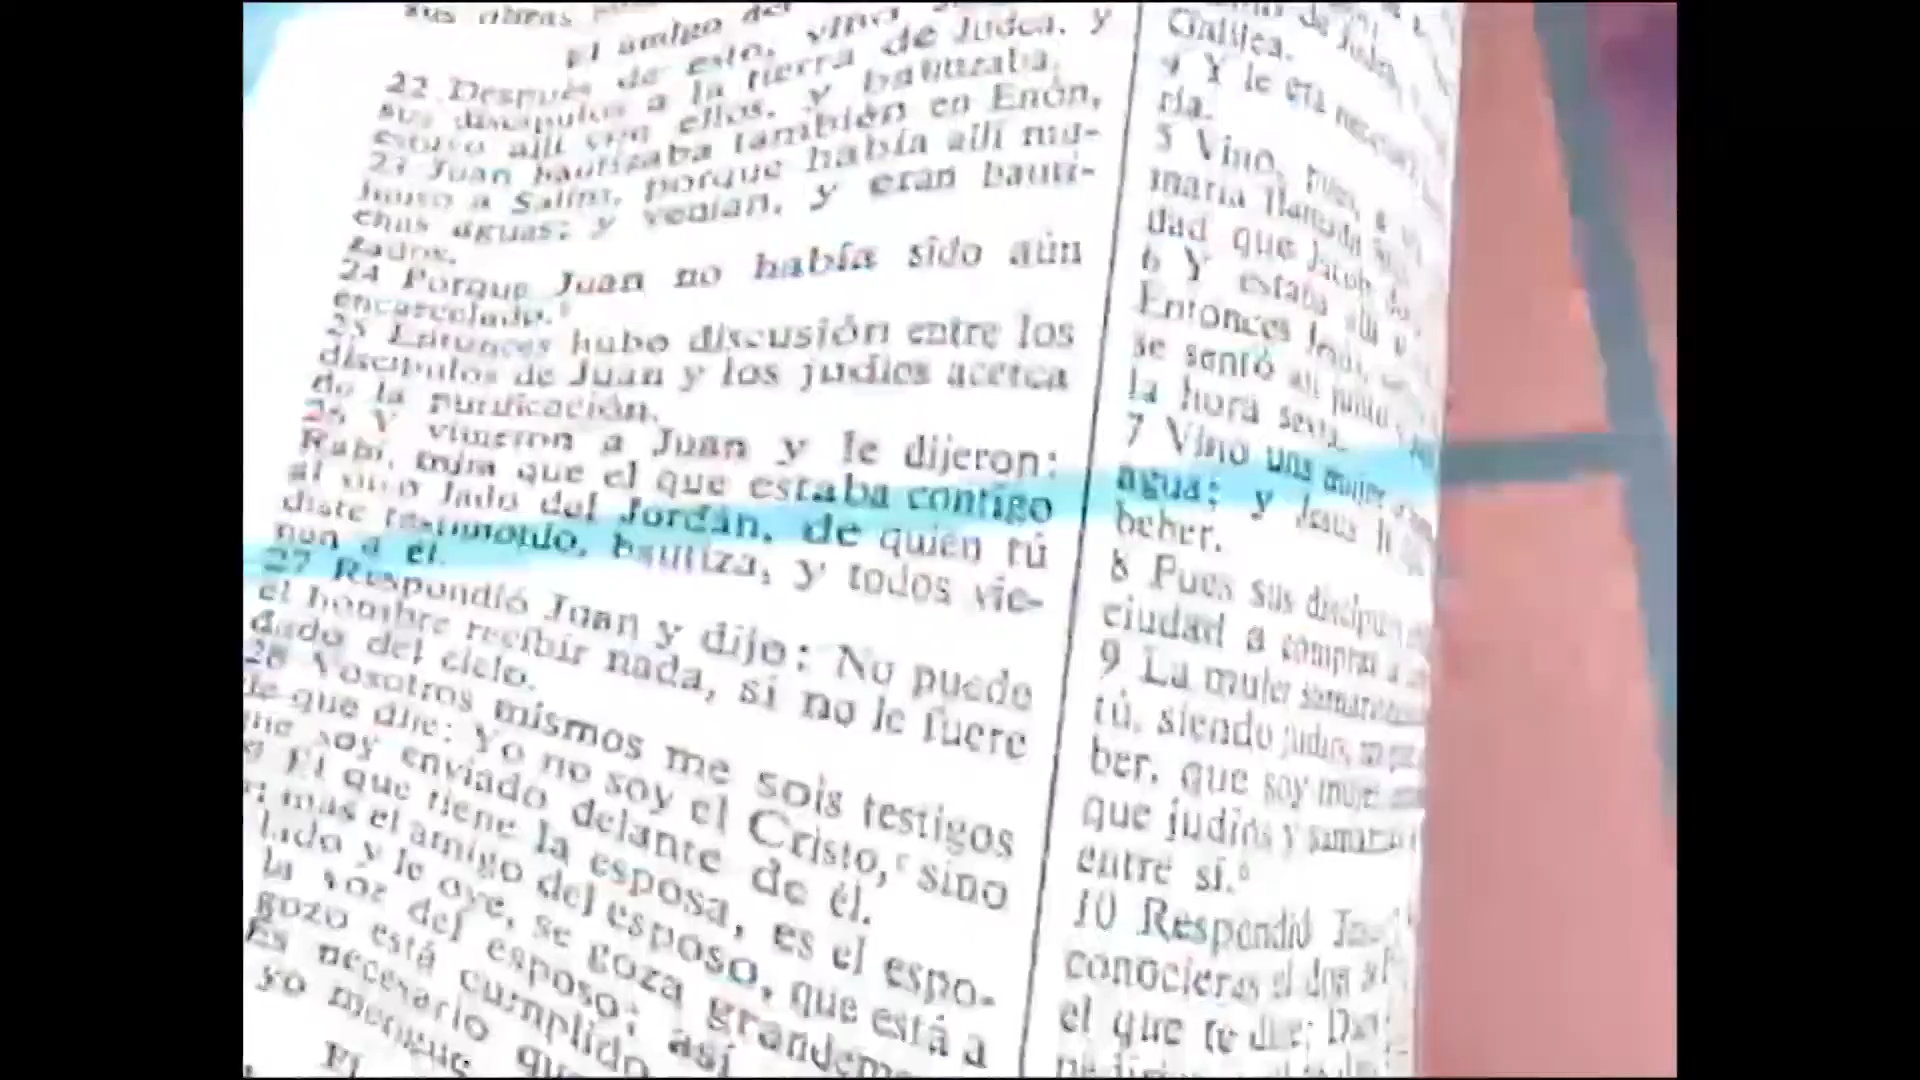 sus obras
El amigo del
22 Después de esto, vino
sus discípulos a la tierra de Judea, y
estuvo allí con ellos, y bautizaba.
23 Juan bautizaba también en Enón,
junto a Salim, porque había allí mu-
chas aguas; y venían, y eran bauti-
zados.
24 Porque Juan no había sido aún
encarcelado.
25 Entonces hubo discusión entre los
discípulos de Juan y los judíos acerca
de la purificación.
26 Y vinieron a Juan y le dijeron:
Rabí, mira que el que estaba contigo
al otro lado del Jordán, de quien tú
diste testimonio, bautiza, y todos vie-
nen a él.
27 Respondió Juan y dijo: No puede
el hombre recibir nada, si no le fuere
dado del cielo.
28 Vosotros mismos me sois testigos
de que dije: Yo no soy el Cristo, sino
que soy enviado delante de él.
El que tiene la esposa, es el espo-
mas el amigo del esposo, que está a
lado y le oye, se goza grandeme
la voz del esposo; así
gozo está cumplido
Es necesario que
yo mengüe.
El
Galilea.
4 Y le era necesario
ria.
5 Vino, pues, a
maria llamada
dad que Jacob
6 Y estaba allí
Entonces Jesús,
se sentó así junto
la hora sexta.
7 Vino una mujer
agua; y Jesús
beber.
8 Pues sus discípu
ciudad a comprar
9 La mujer samaritana
tú, siendo judío,
ber, que soy mujer
que judíos y samar
entre sí.
10 Respondió
conocieras el don
el que te dice: Da